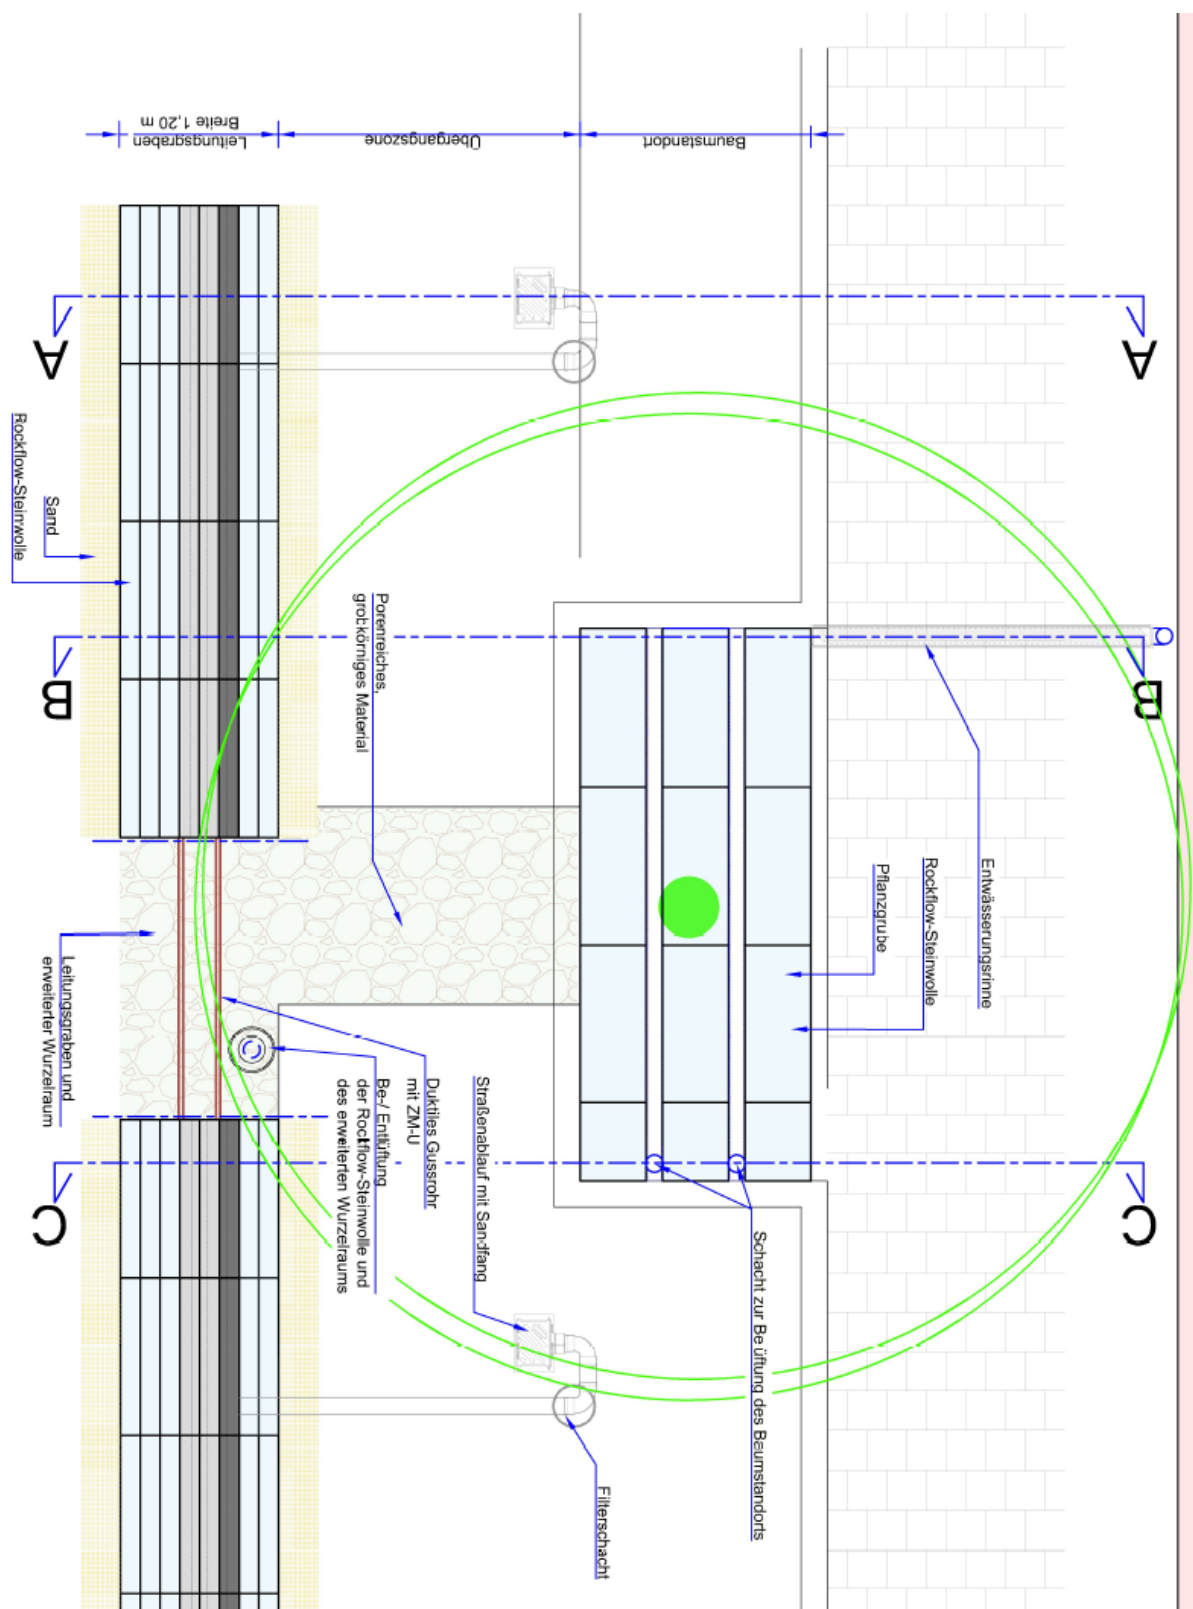 Leitungsgraben
Breite 1,20 m
Übergangszone
Baumstandort
A
A
Rockflow-Steinwolle
Sand
B
B
Porenreiches,
grobkörniges Material
Entwässerungsrinne
Rockflow-Steinwolle
Pflanzgrube
Leitungsgraben und
erweiterter Wurzelraum
Duktiles Gussrohr
mit ZM-U
Be-/ Entlüftung
der Rockflow-Steinwolle und
des erweiterten Wurzelraums
Straßenablauf mit Sandfang
C
C
Schacht zur Be üftung des Baumstandorts
Filterschacht